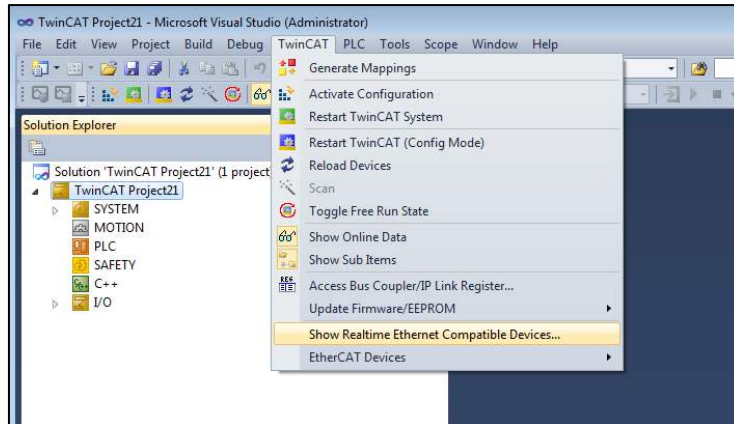 TwinCAT Project21 - Microsoft Visual Studio (Administrator)
File Edit View Project Build Debug TwinCAT PLC Tools Scope Window Help
Generate Mappings
Activate Configuration
Restart TwinCAT System
Solution Explorer
Restart TwinCAT (Config Mode)
Reload Devices
Solution 'TwinCAT Project21' (1 project
Scan
TwinCAT Project21
SYSTEM
Toggle Free Run State
MOTION
Show Online Data
PLC
Show Sub Items
SAFETY
C++
REG
Access Bus Coupler/IP Link Register...
I/O
Update Firmware/EEPROM
Show Realtime Ethernet Compatible Devices...
EtherCAT Devices